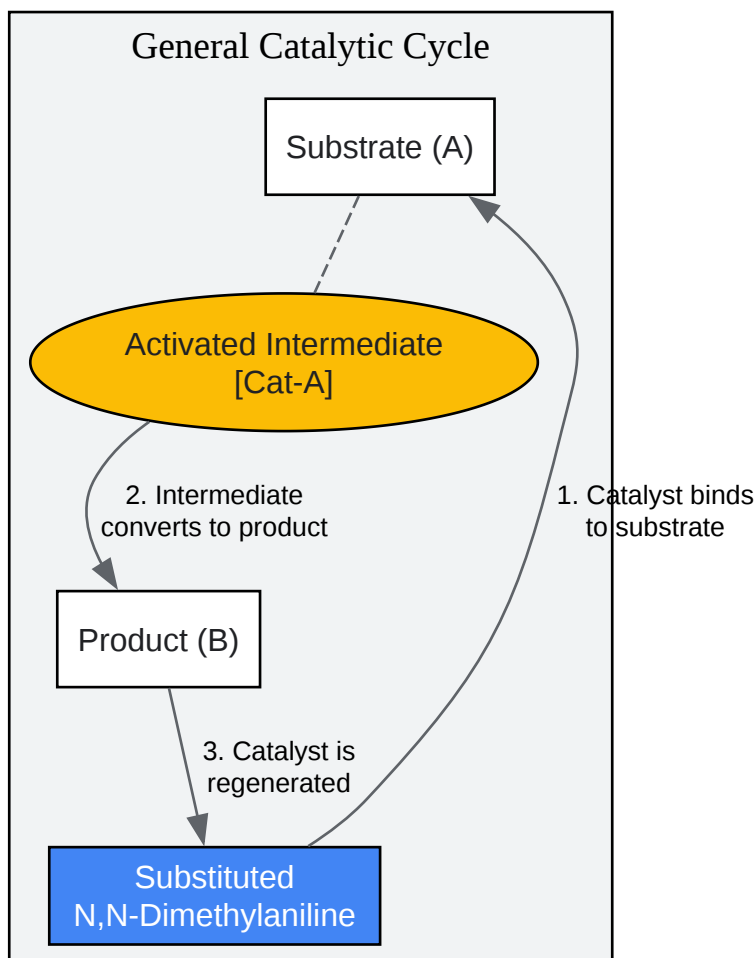 General Catalytic Cycle
Substrate (A)
Activated Intermediate
[Cat-A]
2. Intermediate
converts to product
1. Catalyst binds
to substrate
Product (B)
3. Catalyst is
regenerated
Substituted
N,N-Dimethylaniline